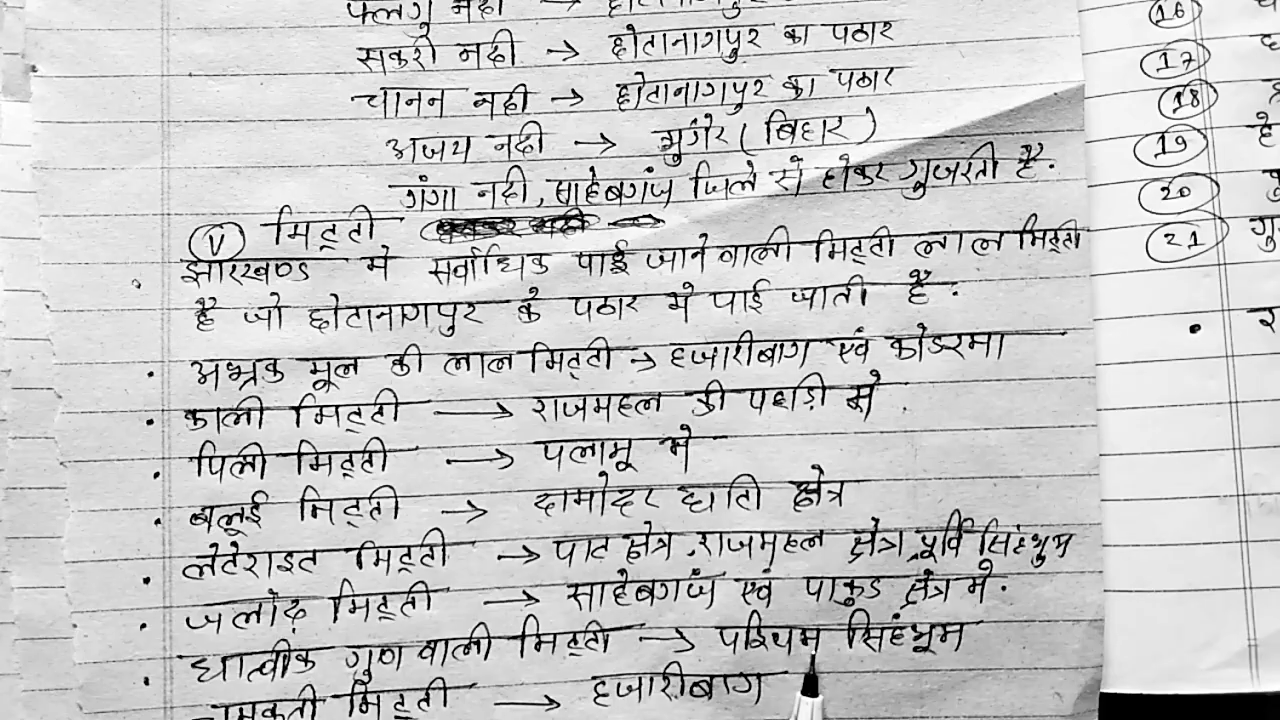 फल्गु नदी →
सकरी नदी → छोटानागपुर का पठार
चानन नदी → छोटानागपुर का पठार
अजय नदी → मुंगेर (बिहार)
गंगा नदी, साहेबगंज जिले से होकर गुजरती है.
(V) मिट्टी
• झारखण्ड मे सर्वाधिक पाई जाने वाली मिट्टी लाल मिट्टी
है जो छोटानागपुर के पठार मे पाई जाती है.
• अभ्रक मूल की लाल मिट्टी → हजारीबाग एवं कोडरमा
• काली मिट्टी → राजमहल की पहाड़ी मे.
• पिली मिट्टी → पलामू मे
• बलूई मिट्टी → दामोदर घाति क्षेत्र
• लेटेराइट मिट्टी → पाट क्षेत्र, राजमहल क्षेत्र, पूर्वि सिंहभुम
• जलोढ़ मिट्टी → साहेबगंज एवं पाकुड क्षेत्र मे.
• धात्वीक गुण वाली मिट्टी → पश्चिम सिंहभूम
मिट्टी → हजारीबाग
16
17
18
19
20
21